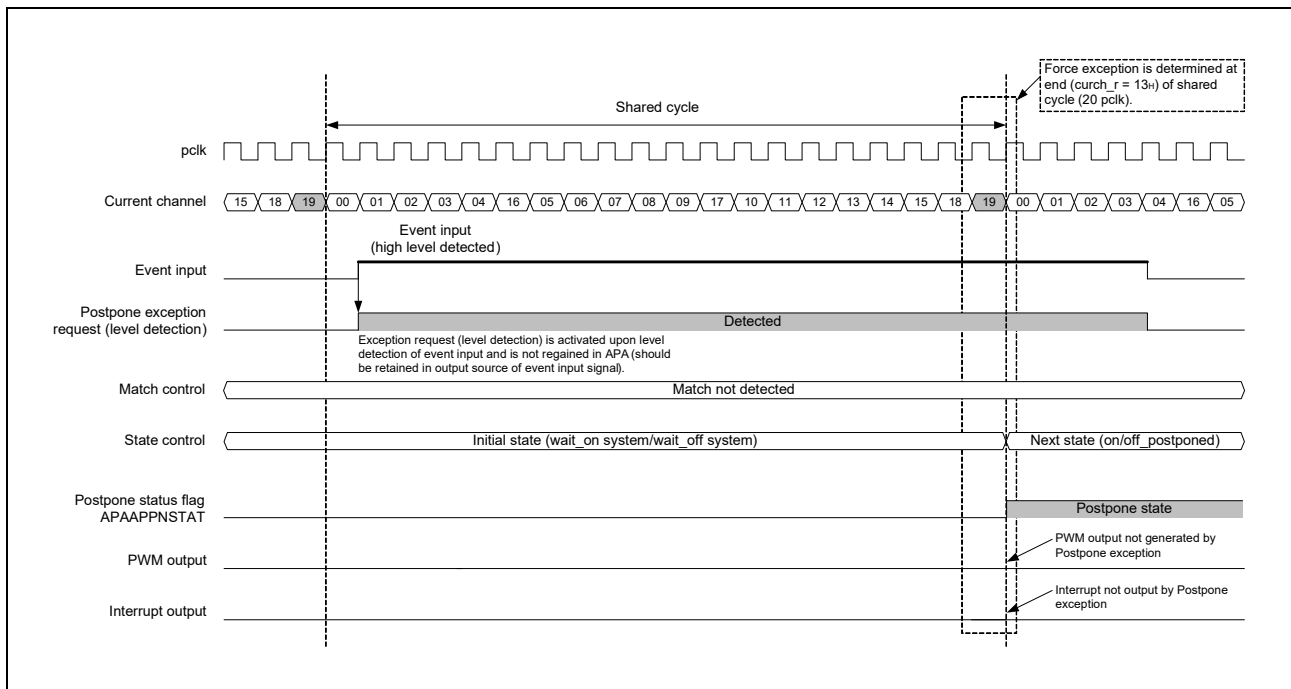 Force exception is determined at
end (curch_r = 13H) of shared
cycle (20 pclk).
Shared cycle
pclk
Current channel
15 18 19 00 01 02 03 04 16 05 06 07 08 09 17 10 11 12 13 14 15 18 19 00 01 02 03 04 16 05
Event input
(high level detected)
Event input
Postpone exception
request (level detection)
Detected
Exception request (level detection) is activated upon level
detection of event input and is not regained in APA (should
be retained in output source of event input signal).
Match control
Match not detected
State control
Initial state (wait_on system/wait_off system)
Next state (on/off_postponed)
Postpone status flag
APAAPPNSTAT
Postpone state
PWM output not generated by
Postpone exception
PWM output
Interrupt not output by Postpone
exception
Interrupt output